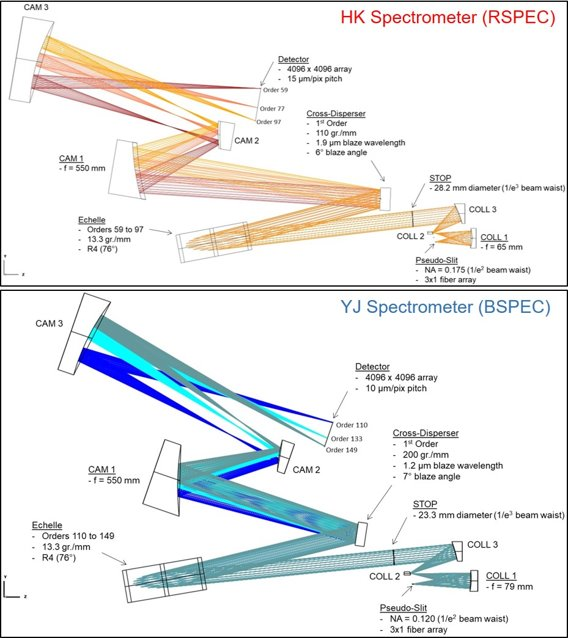 HK Spectrometer (RSPEC)
CAM 3
Detector
- 4096 x 4096 array
- 15 µm/pix pitch
Order 59
Order 77
Order 97
CAM 2
Cross-Disperser
- 1st Order
- 110 gr./mm
- 1.9 µm blaze wavelength
- 6° blaze angle
CAM 1
- f = 550 mm
STOP
- 28.2 mm diameter (1/e³ beam waist)
COLL 3
COLL 2
COLL 1
- f = 65 mm
Echelle
- Orders 59 to 97
- 13.3 gr./mm
- R4 (76°)
Pseudo-Slit
- NA = 0.175 (1/e² beam waist)
- 3x1 fiber array
Y
Z
YJ Spectrometer (BSPEC)
CAM 3
Detector
- 4096 x 4096 array
- 10 µm/pix pitch
Order 110
Order 133
Order 149
CAM 2
Cross-Disperser
- 1st Order
- 200 gr./mm
- 1.2 µm blaze wavelength
- 7° blaze angle
CAM 1
- f = 550 mm
STOP
- 23.3 mm diameter (1/e³ beam waist)
Echelle
- Orders 110 to 149
- 13.3 gr./mm
- R4 (76°)
COLL 3
COLL 2
COLL 1
- f = 79 mm
Pseudo-Slit
- NA = 0.120 (1/e² beam waist)
- 3x1 fiber array
Y
Z